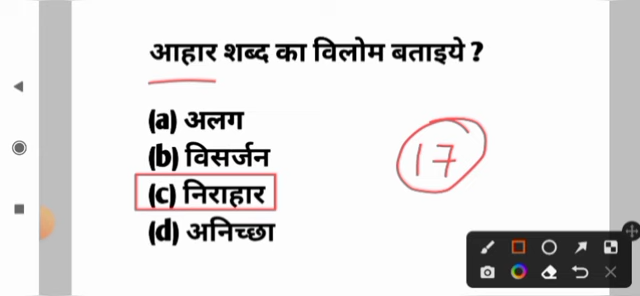 आहार शब्द का विलोम बताइये ?
(a) अलग
(b) विसर्जन
(c) निराहार
(d) अनिच्छा
17